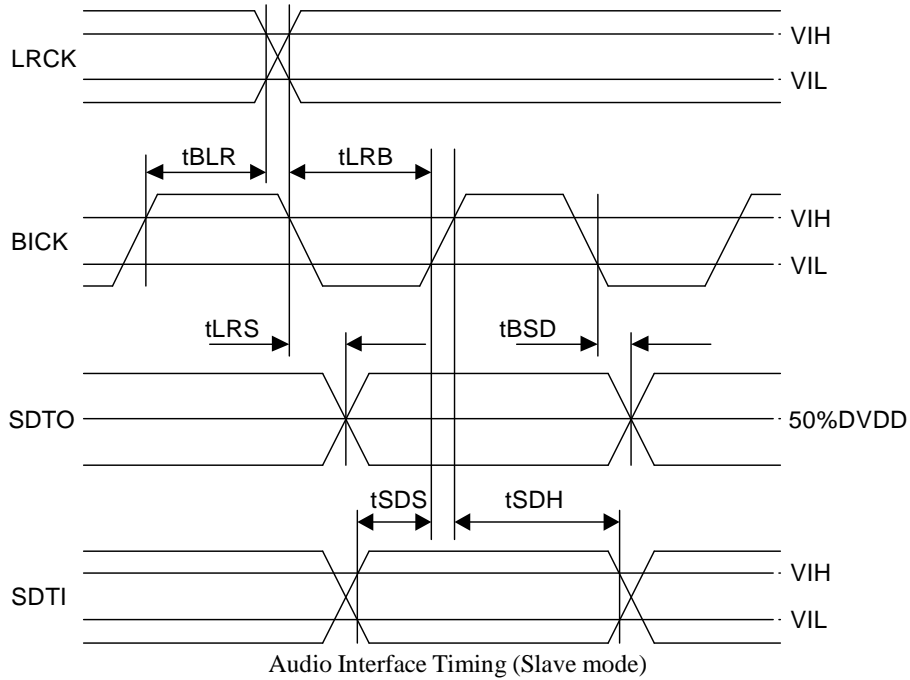 LRCK
VIH
VIL
tBLR
tLRB
BICK
VIH
VIL
tLRS
tBSD
SDTO
50%DVDD
tSDS
tSDH
SDTI
VIH
VIL
Audio Interface Timing (Slave mode)